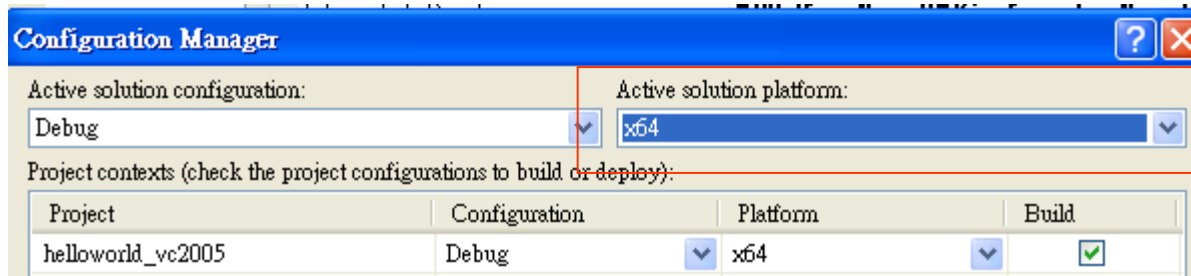 Configuration Manager
Active solution configuration:
Active solution platform:
Debug
x64
Project contexts (check the project configurations to build or deploy):
Project Configuration Platform Build
helloworld_vc2005 Debug x64